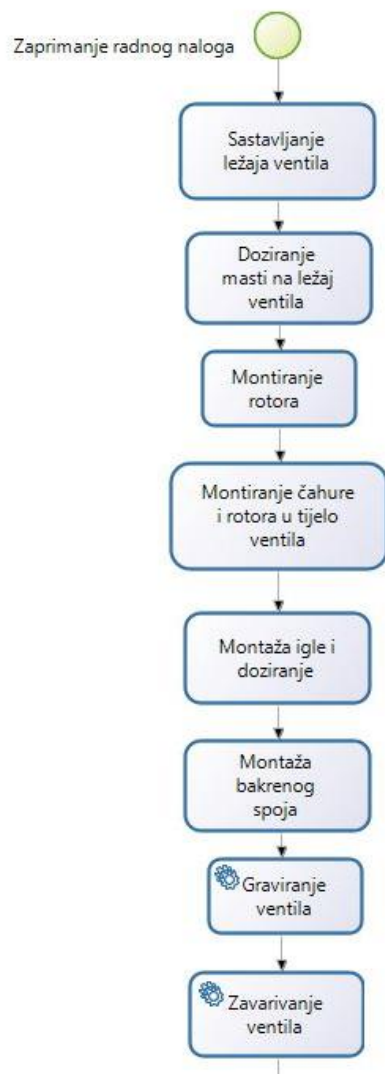 Zaprimanje radnog naloga
Sastavljanje
ležaja ventila
Doziranje
masti na ležaj
ventila
Montiranje
rotora
Montiranje čahure
i rotora u tijelo
ventila
Montaža igle i
doziranje
Montaža
bakrenog
spoja
Graviranje
ventila
Zavarivanje
ventila